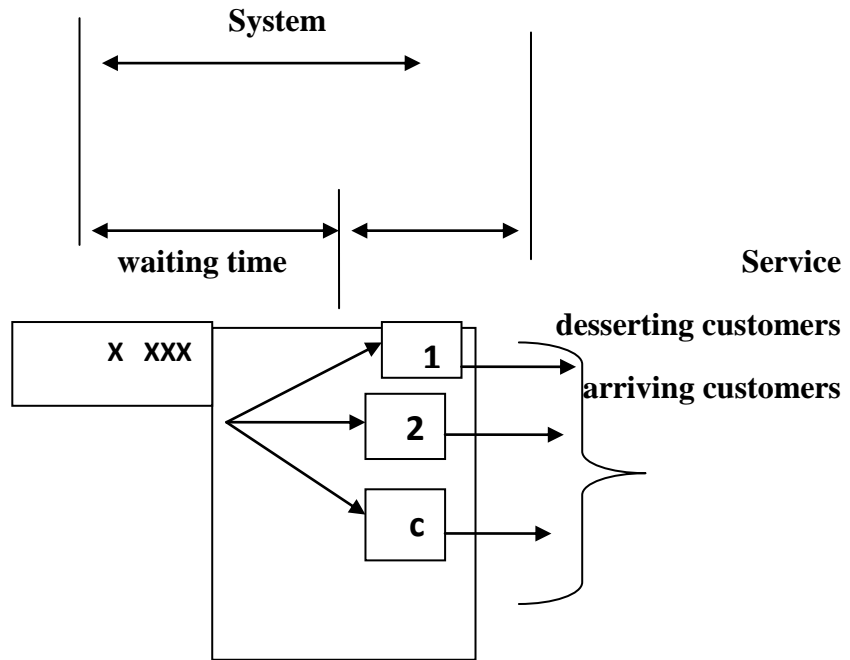 System
waiting time
Service
desserting customers
X XXX
1
arriving customers
2
c